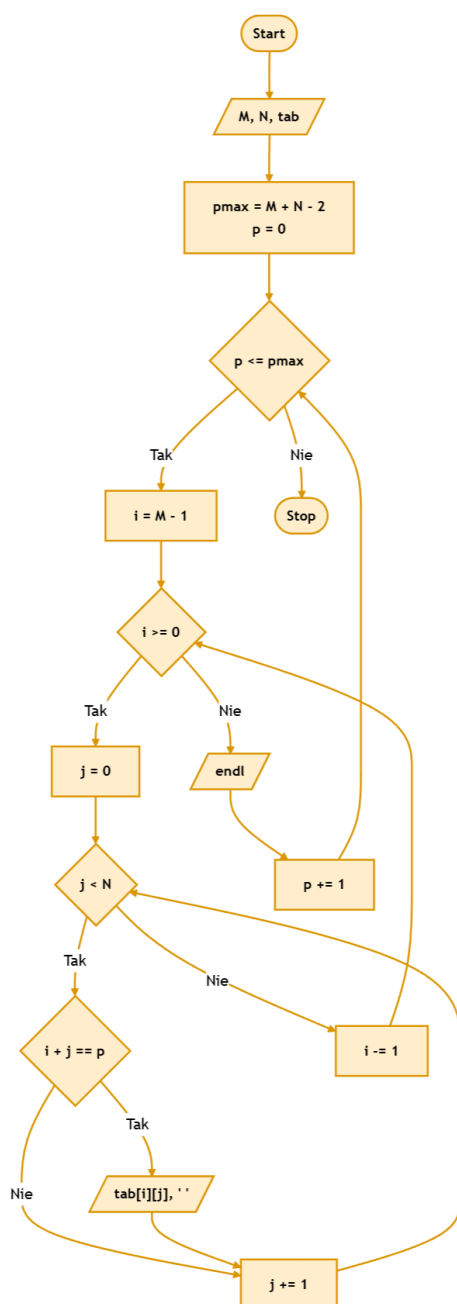 Start
M, N, tab
pmax = M + N - 2
p = 0
p <= pmax
Tak
Nie
i = M - 1
Stop
i >= 0
Tak
Nie
j = 0
endl
j < N
p += 1
Tak
Nie
i + j == p
i -= 1
Tak
Nie
tab[i][j], ' '
j += 1